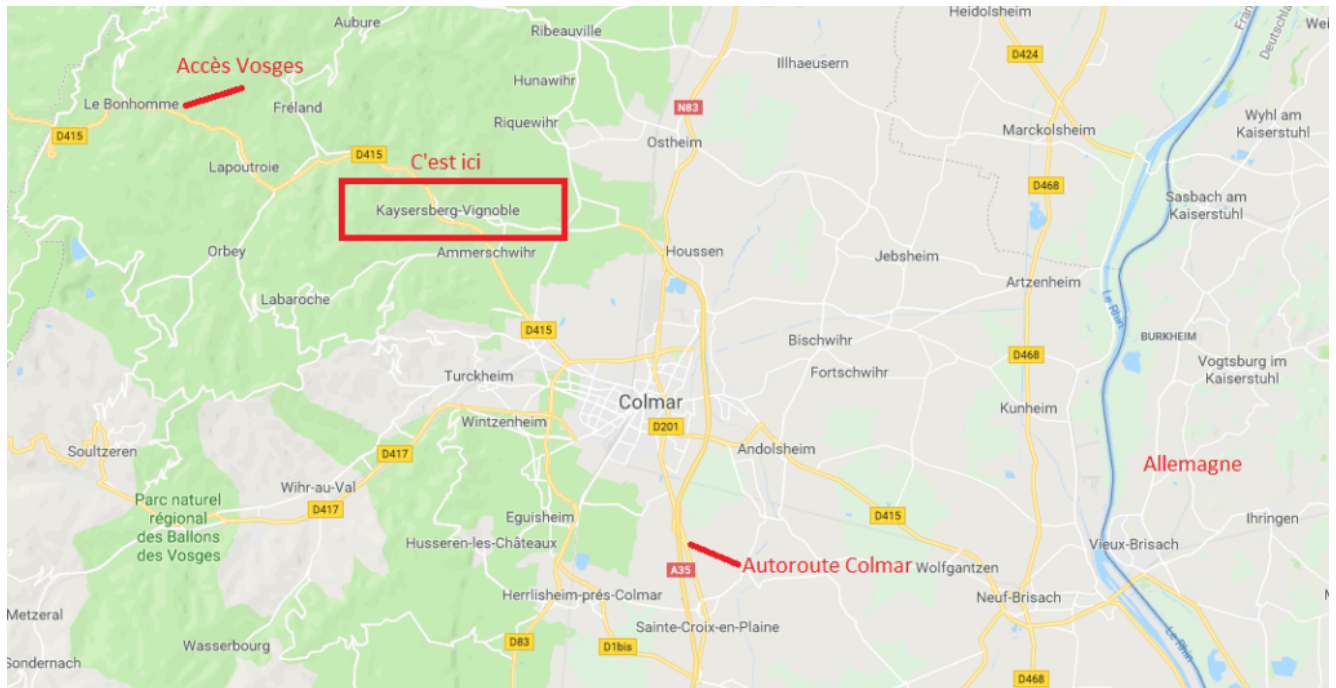 Heidolsheim
Aubure
Ribeauville
Accès Vosges
D424
Illhaeusern
Hunawihr
Le Bonhomme
Fréland
N83
Wyhl am
Kaiserstuhl
Riquewihr
D415
Marckolsheim
Ostheim
D415
C'est ici
Lapoutroie
D468
Sasbach am
Kaiserstuhl
Kaysersberg-Vignoble
Orbey
Ammerschwihr
Houssen
Jebsheim
Artzenheim
Le Rhin
Labaroche
D415
Bischwihr
BURKHEIM
D468
Vogtsburg im
Kaiserstuhl
Turckheim
Fortschwihr
Colmar
Kunheim
Wintzenheim
D201
Soultzeren
D417
Andolsheim
Allemagne
Wihr-au-Val
Parc naturel
régional
des Ballons
des Vosges
D417
Eguisheim
D415
Ihringen
Husseren-les-Châteaux
Vieux-Brisach
A35
Autoroute Colmar
Wolfgantzen
Herrlisheim-prés-Colmar
Neuf-Brisach
Metzeral
Sainte-Croix-en-Plaine
Le Rhin
Wasserbourg
D83
D1bis
Sondernach
D468